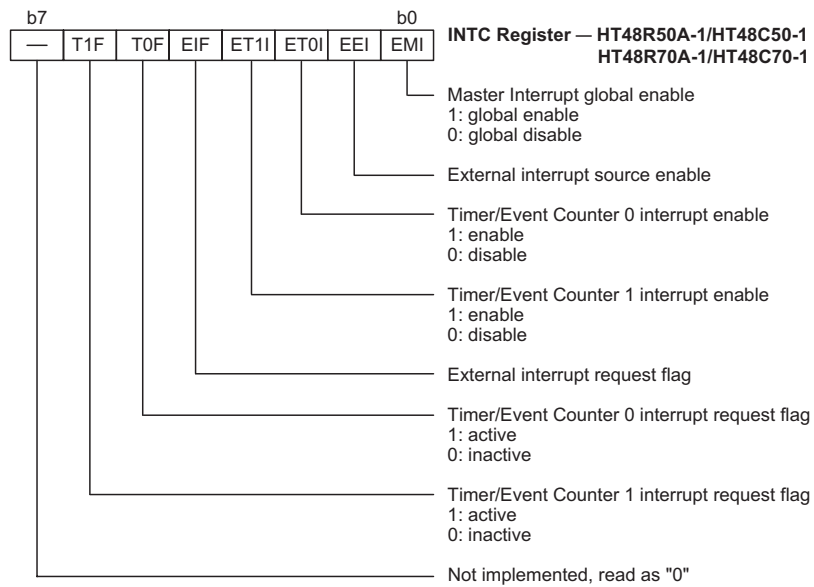 b7 b0
— T1F T0F EIF ET1I ET0I EEI EMI
INTC Register — HT48R50A-1/HT48C50-1
HT48R70A-1/HT48C70-1
Master Interrupt global enable
1: global enable
0: global disable
External interrupt source enable
Timer/Event Counter 0 interrupt enable
1: enable
0: disable
Timer/Event Counter 1 interrupt enable
1: enable
0: disable
External interrupt request flag
Timer/Event Counter 0 interrupt request flag
1: active
0: inactive
Timer/Event Counter 1 interrupt request flag
1: active
0: inactive
Not implemented, read as "0"